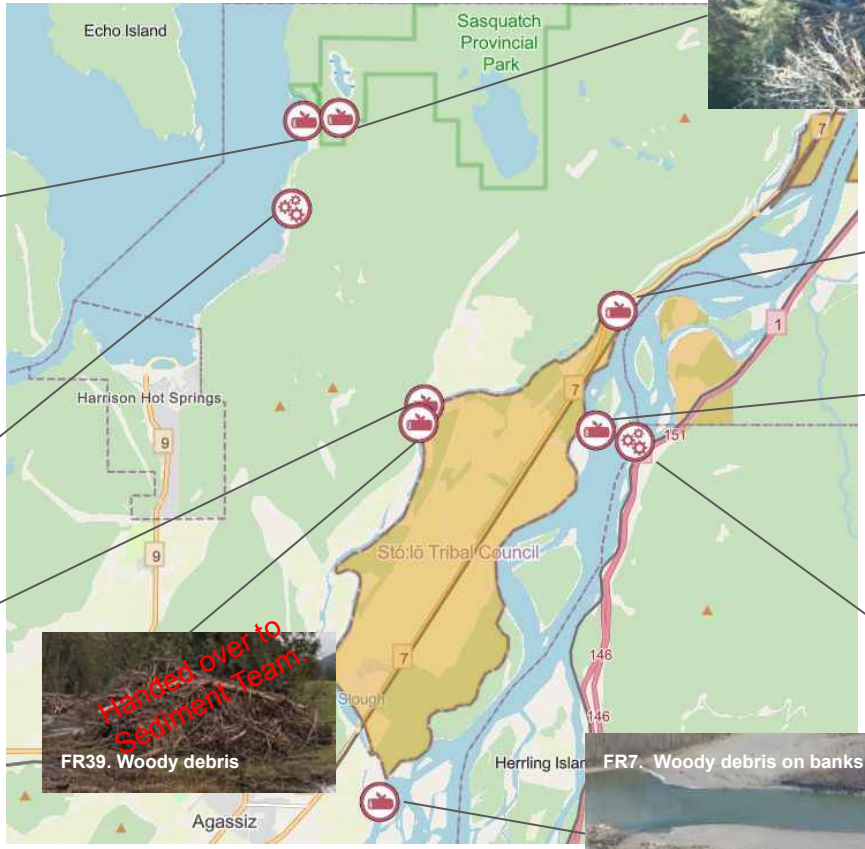 Echo Island
Sasquatch
Provincial
Park
7
1
Harrison Hot Springs
7
9
151
9
Stó:lō Tribal Council
Handed over to
Sediment Team.
7
146
Slough
146
FR39. Woody debris
Herrling Islan
FR7. Woody debris on banks
Agassiz